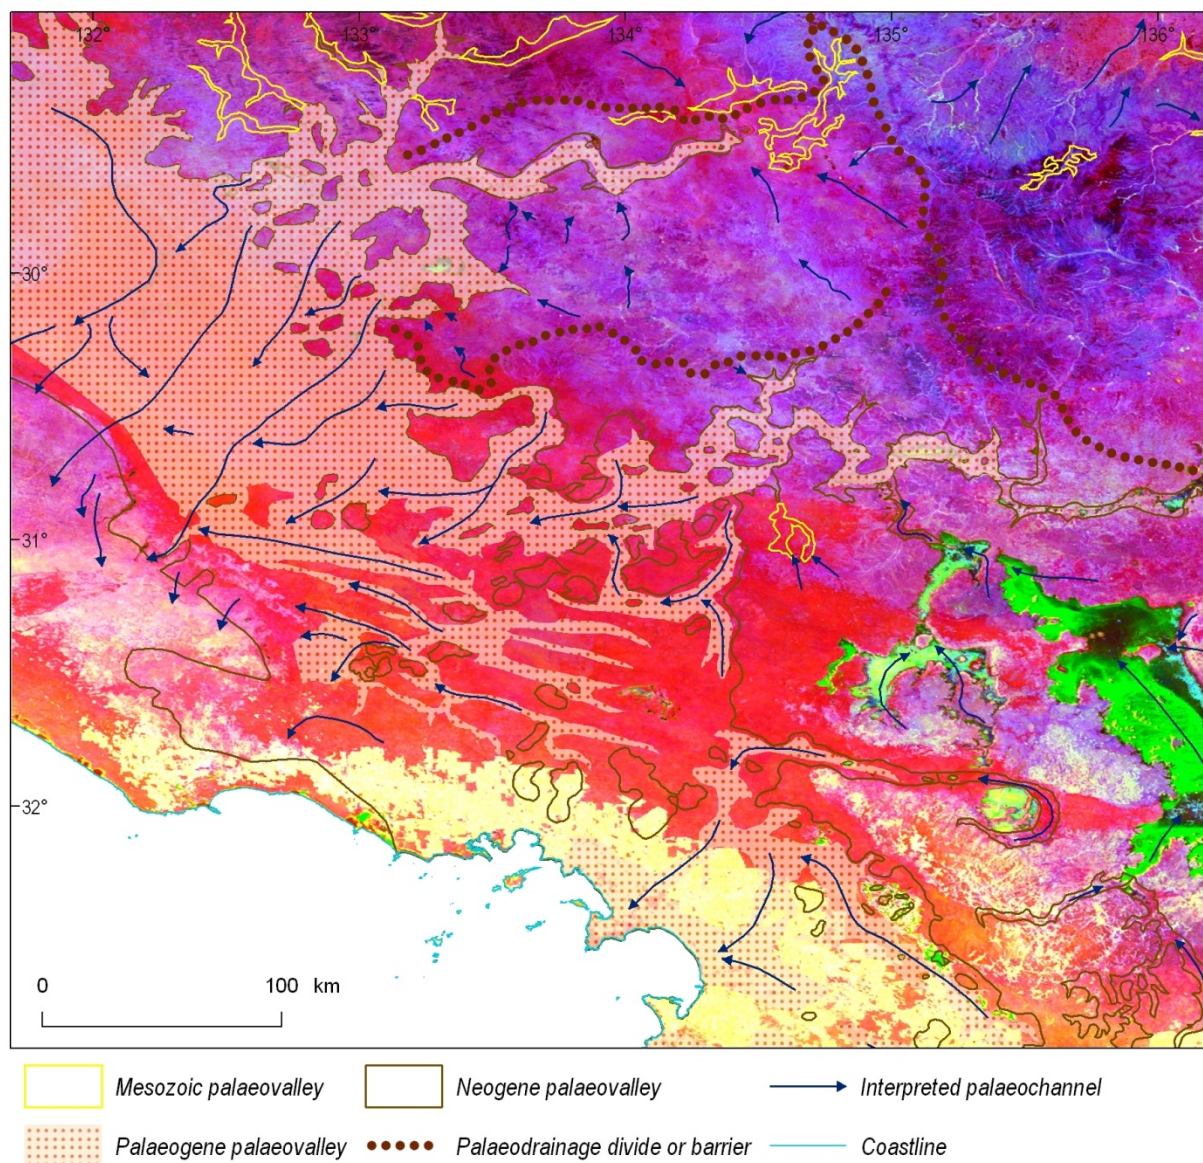 132° 133° 134° 135° 136°
30°
31°
32°
0 100 km
Mesozoic palaeovalley Neogene palaeovalley Interpreted palaeochannel
Palaeogene palaeovalley Palaeodrainage divide or barrier Coastline